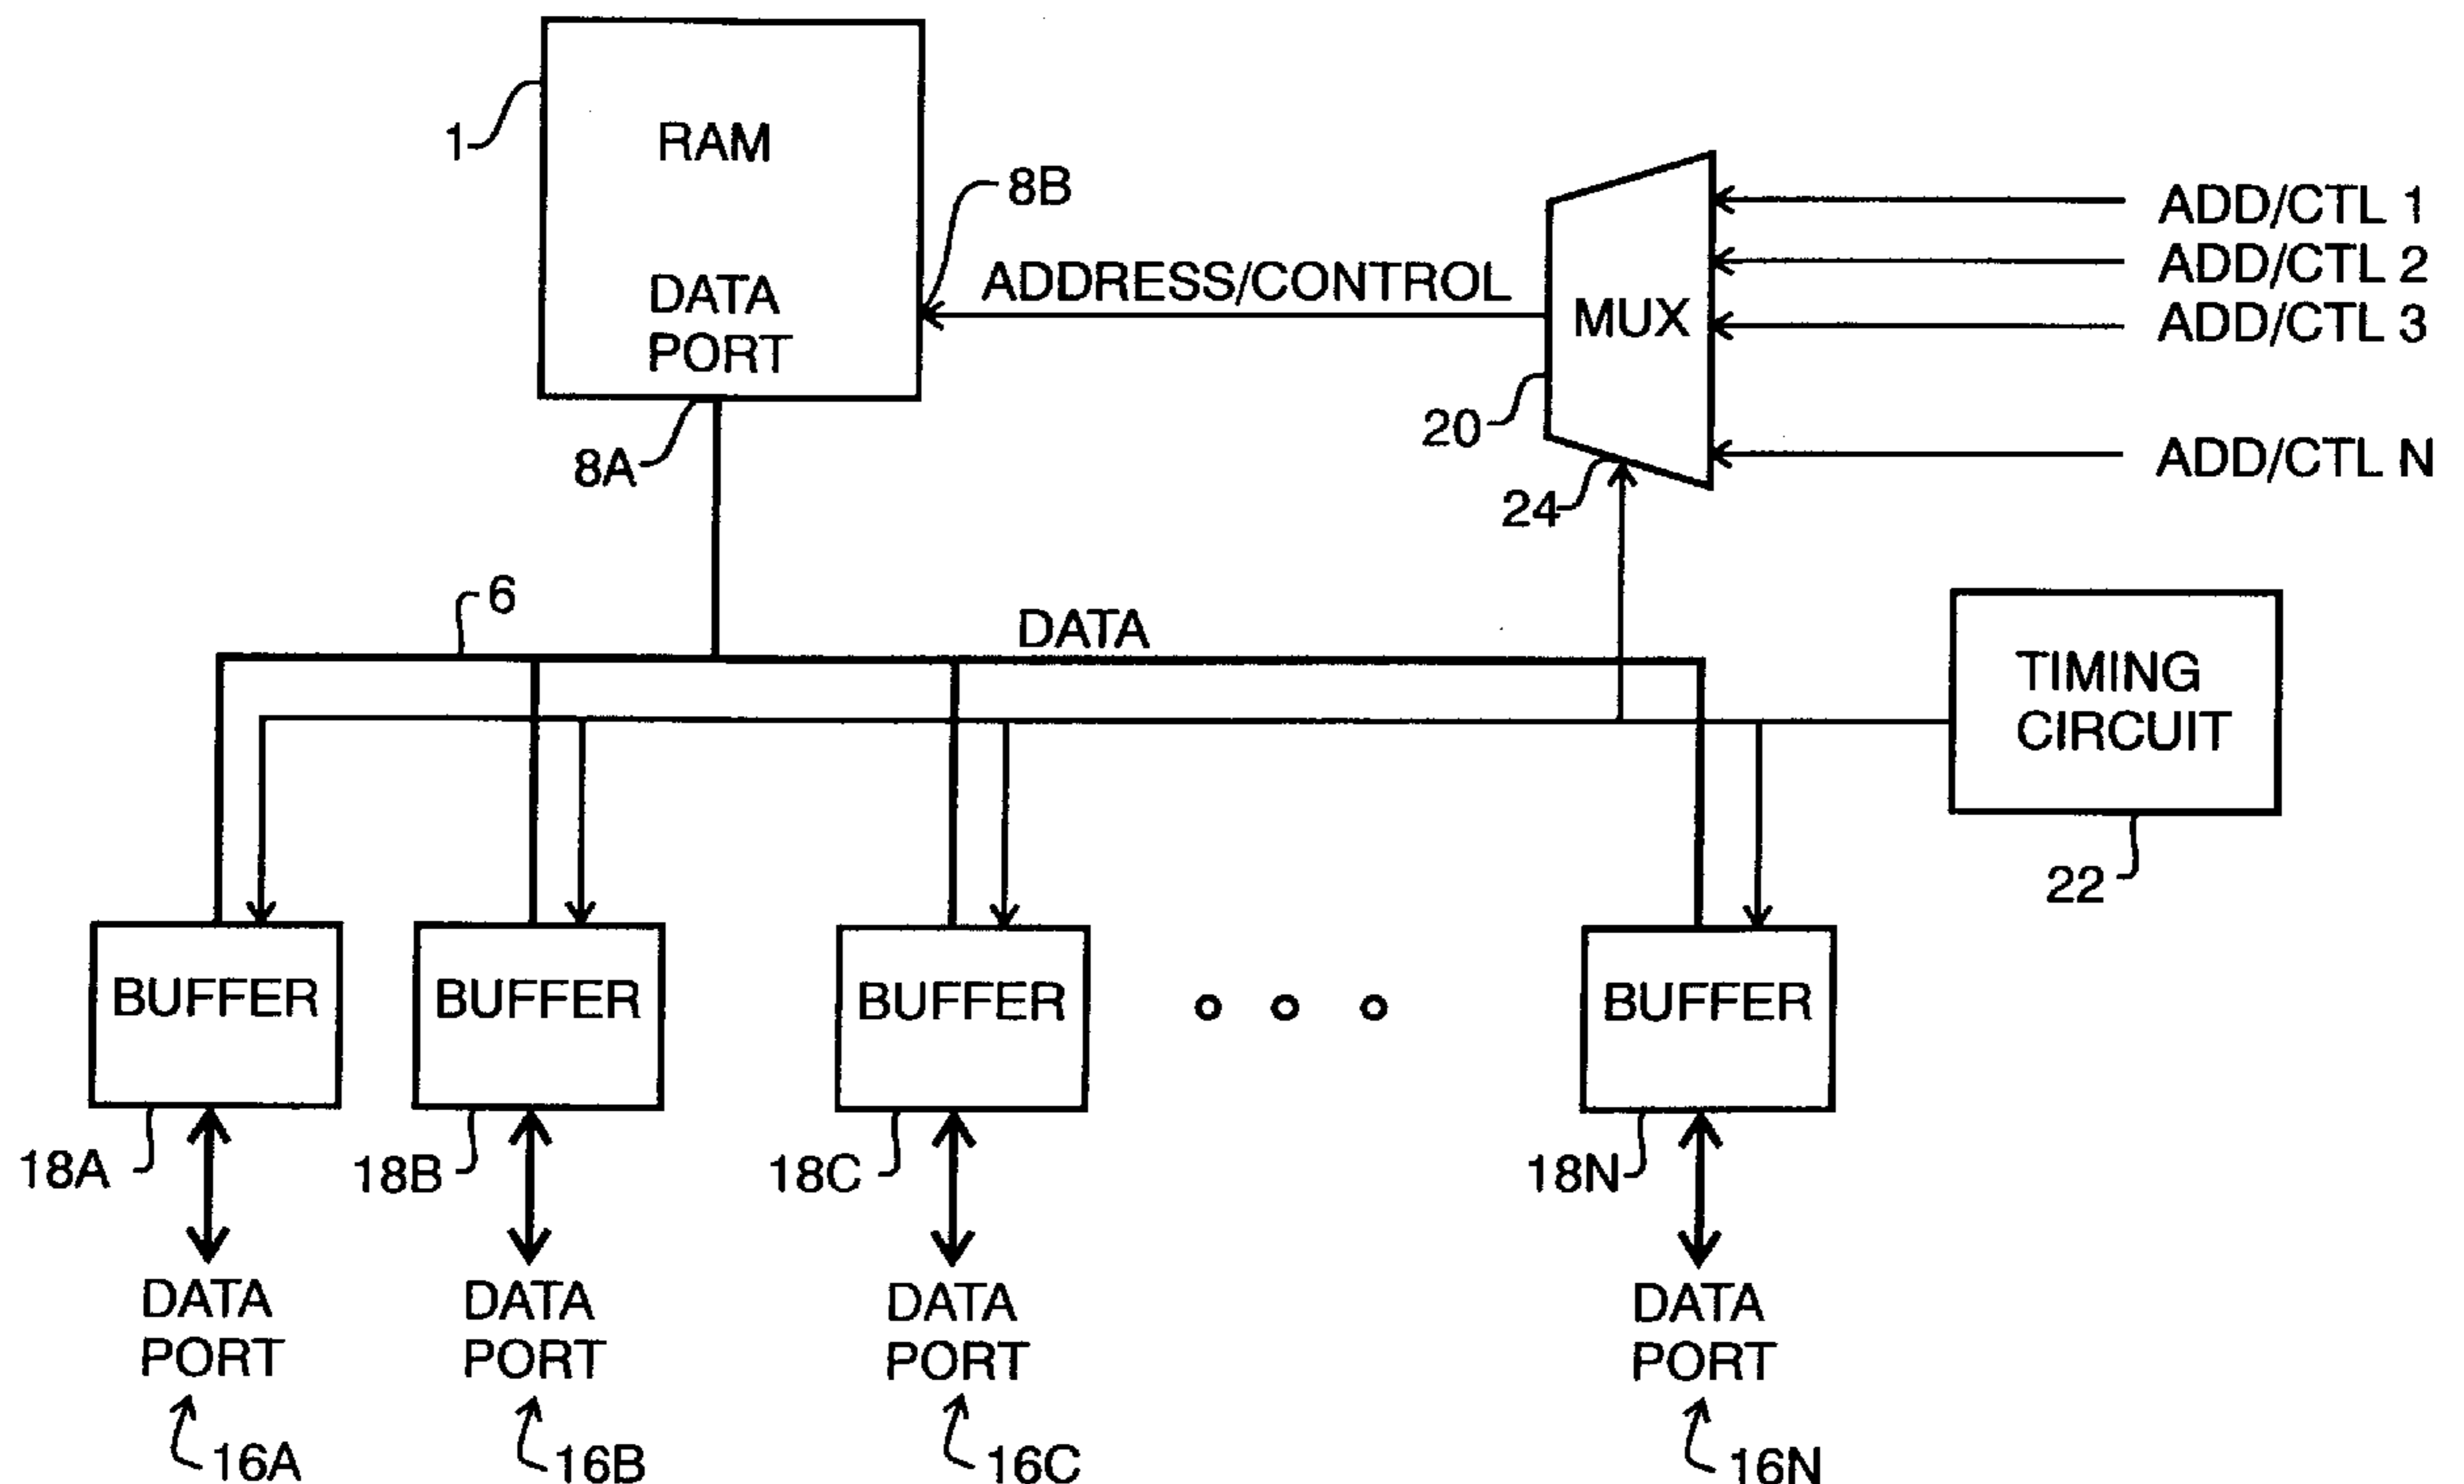 RAM
1
8B
DATA
PORT
8A
ADDRESS/CONTROL
MUX
ADD/CTL 1
ADD/CTL 2
ADD/CTL 3
ADD/CTL N
20
24
6
DATA
TIMING
CIRCUIT
22
BUFFER
BUFFER
BUFFER
BUFFER
18A
18B
18C
18N
DATA
PORT
DATA
PORT
DATA
PORT
DATA
PORT
16A
16B
16C
16N